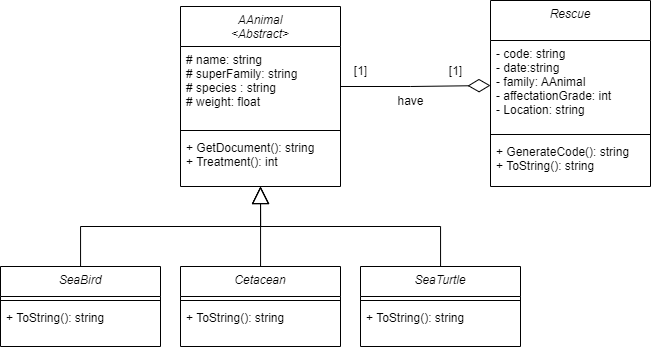 AAnimal
<Abstract>
# name: string
# superFamily: string
# species : string
# weight: float
+ GetDocument(): string
+ Treatment(): int
[1]
[1]
have
Rescue
- code: string
- date:string
- family: AAnimal
- affectationGrade: int
- Location: string
+ GenerateCode(): string
+ ToString(): string
SeaBird
+ ToString(): string
Cetacean
+ ToString(): string
SeaTurtle
+ ToString(): string